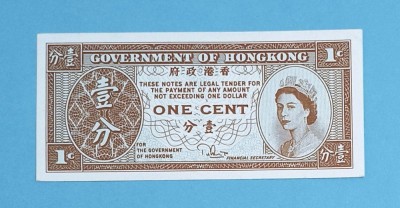 分壹 1¢
GOVERNMENT OF HONGKONG
府政港香
THESE NOTES ARE LEGAL TENDER FOR
THE PAYMENT OF ANY AMOUNT
NOT EXCEEDING ONE DOLLAR
壹分
ONE CENT
分壹
FOR
THE GOVERNMENT
OF HONGKONG
FINANCIAL SECRETARY
1¢ 分壹